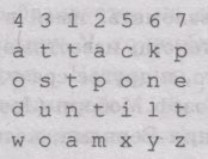 4 3 1 2 5 6 7
a t t a c k p
o s t p o n e
d u n t i l t
w o a m x y z